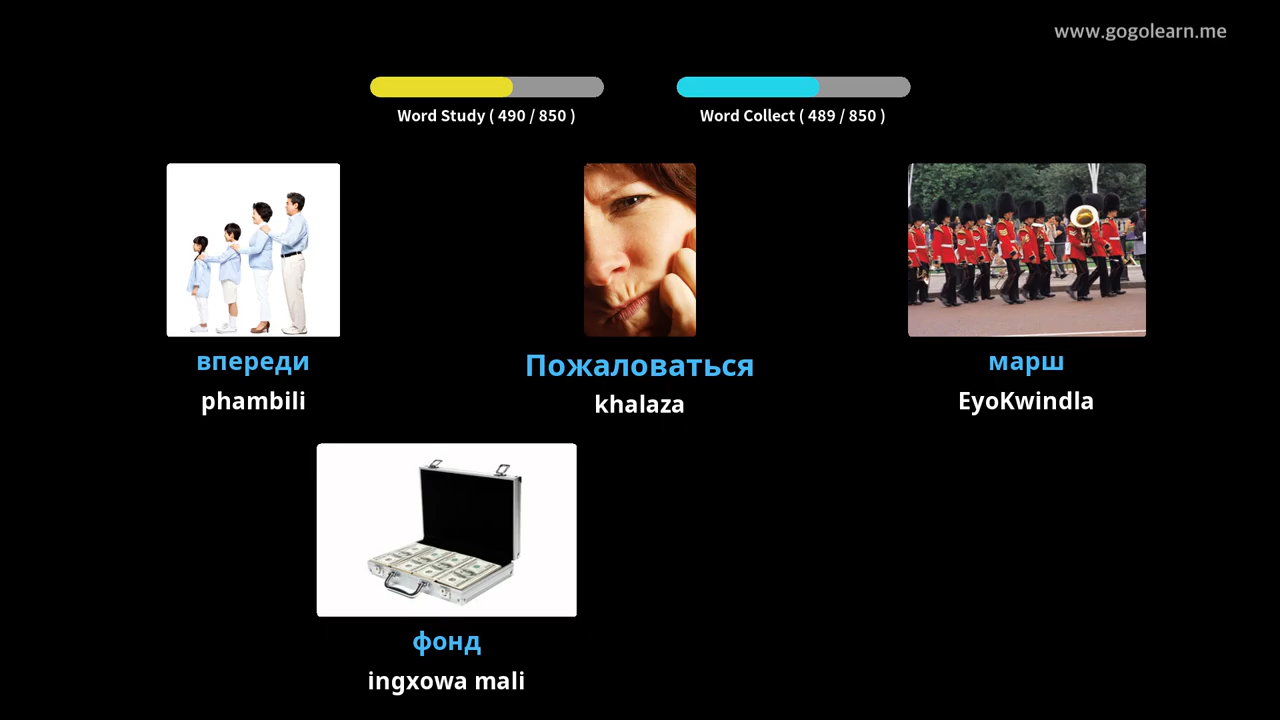 www.gogolearn.me
Word Study ( 490 / 850 )
Word Collect ( 489 / 850 )
впереди
phambili
Пожаловаться
khalaza
марш
EyoKwindla
фонд
ingxowa mali